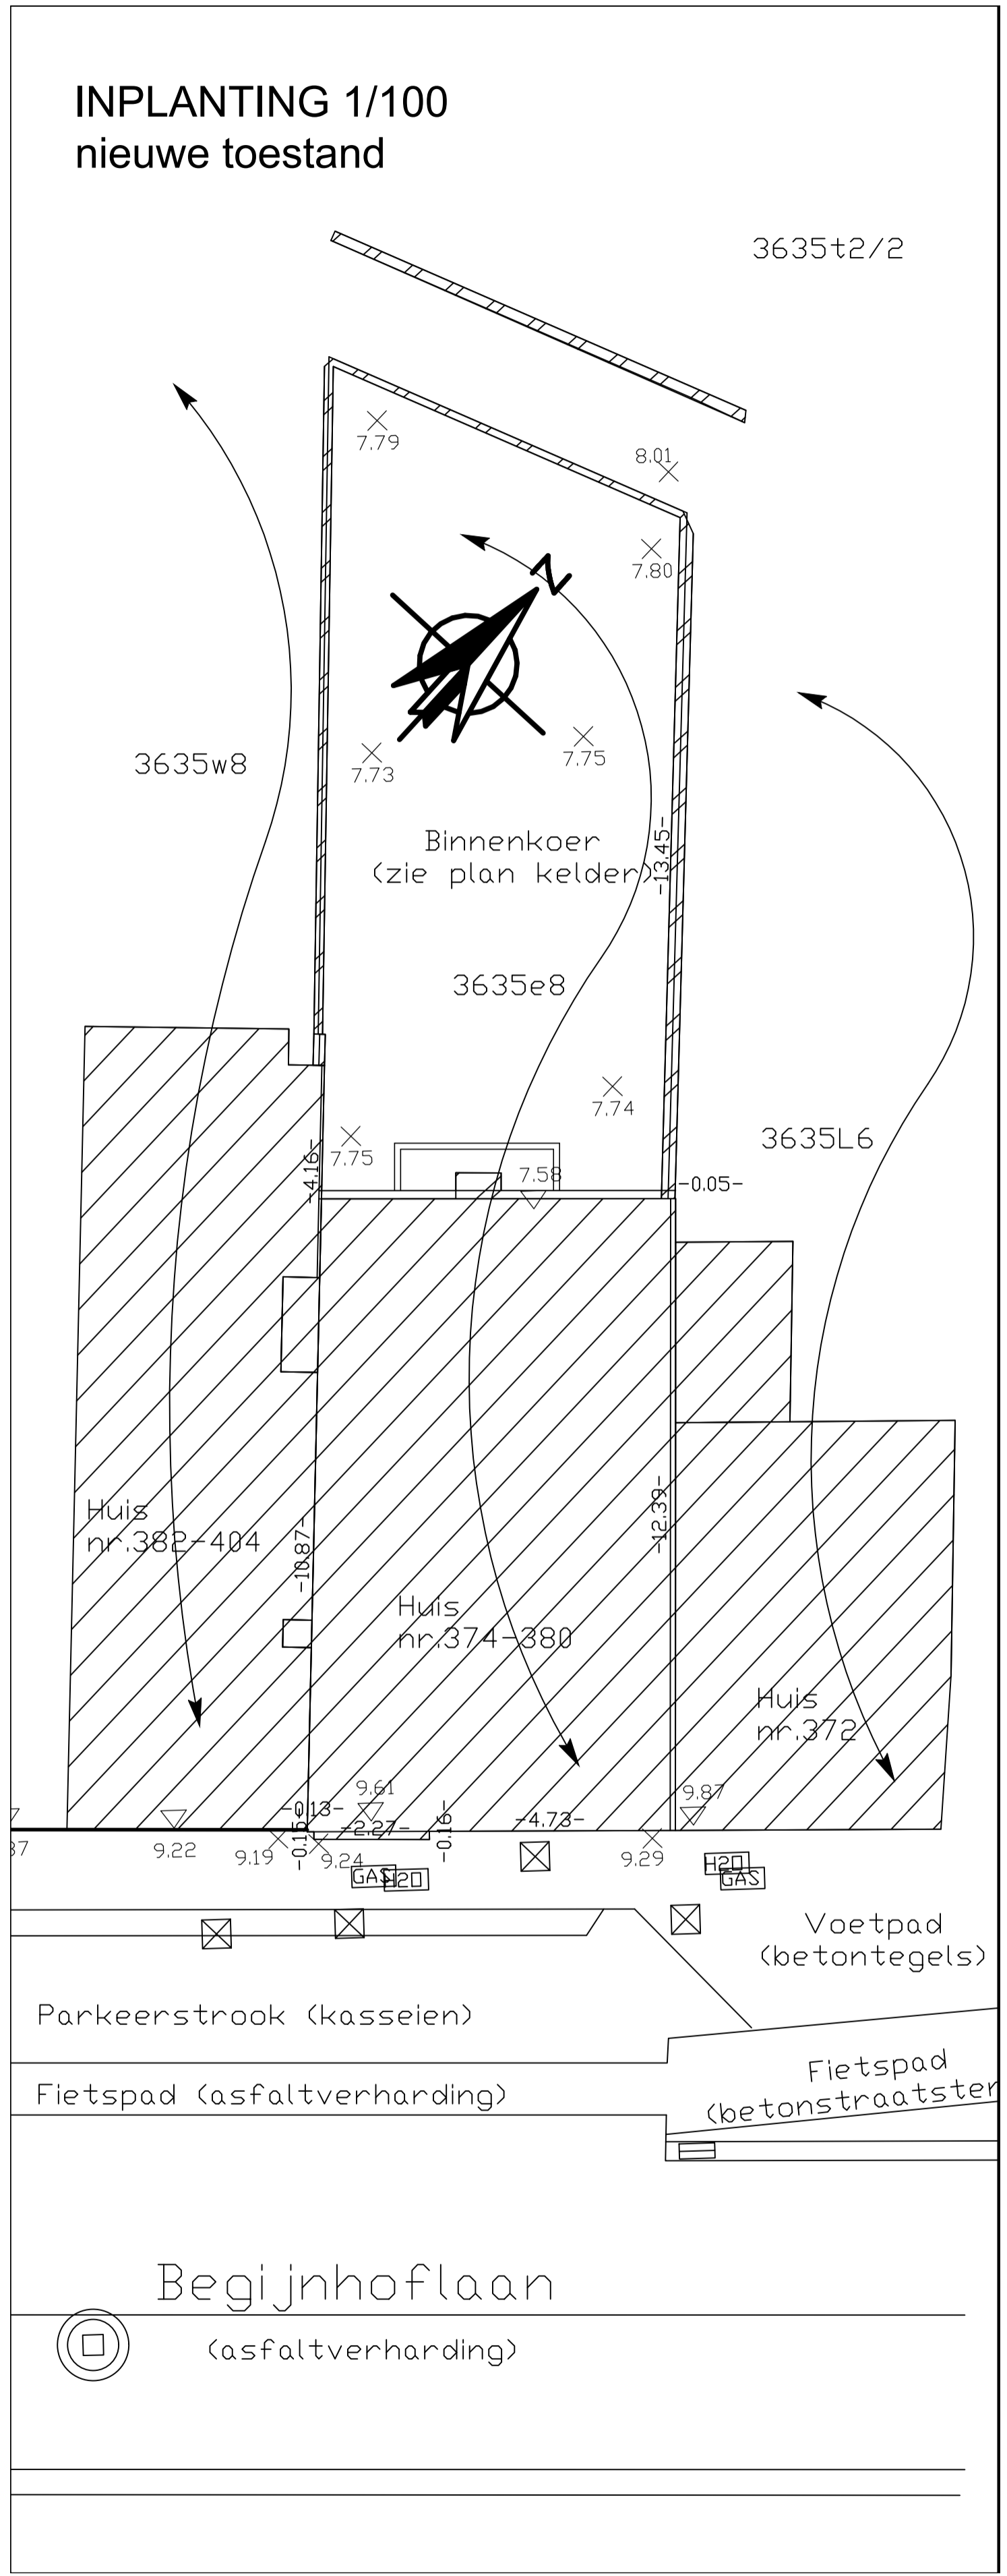 INPLANTING 1/100
nieuwe toestand
3635t2/2
7.79
8.01
7.80
N
3635w8
7.73
7.75
Binnenkoer
(zie plan kelder)
-13.45-
3635e8
7.74
3635L6
7.75
-4.16-
7.58
-0.05-
Huis
nr.382-404
-10.87-
-12.39-
Huis
nr.374-380
Huis
nr.372
9.61
9.87
-0.13-
-0.15-
-2.27-
-0.16-
-4.73-
37
9.22
9.19
9.24
9.29
GAS
H2O
H2O
GAS
Voetpad
(betontegels)
Parkeerstrook (kasseien)
Fietspad
(betonstraatster
Fietspad (asfaltverharding)
Begijnhoflaan
(asfaltverharding)